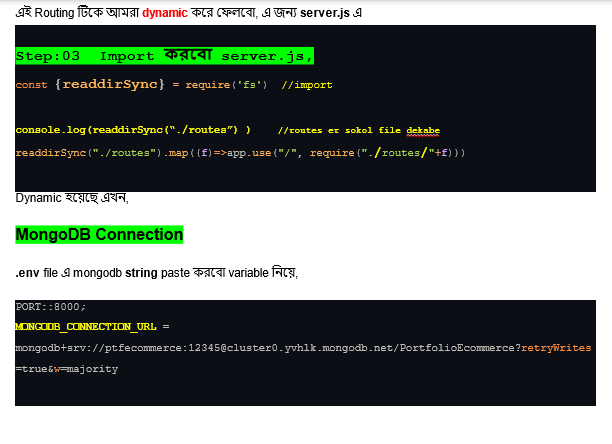 এই Routing টিকে আমরা dynamic করে ফেলবো, এ জন্য server.js এ
Step:03 Import করবো server.js,
const {readdirSync} = require('fs') //import
console.log(readdirSync(“./routes”) ) //routes er sokol file dekabe
readdirSync("./routes").map((f)=>app.use("/", require("./routes/"+f)))
Dynamic হয়েছে এখন,
MongoDB Connection
.env file এ mongodb string paste করবো variable নিয়ে,
PORT::8000;
MONGODB_CONNECTION_URL =
mongodb+srv://ptfecommerce:12345@cluster0.yvhlk.mongodb.net/PortfolioEcommerce?retryWrites
=true&w=majority